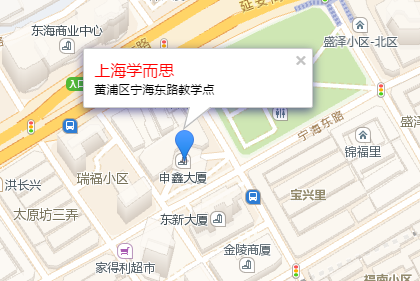 东海商业中心
延安
盛泽小区-北区
上海学而思
黄浦区宁海东路教学点
入口
路
宁海东路
盛泽
锦福里
申鑫大厦
洪长兴
瑞福小区
宝兴里
太原坊三弄
东新大厦
金陵商厦
家得利超市
福南小区